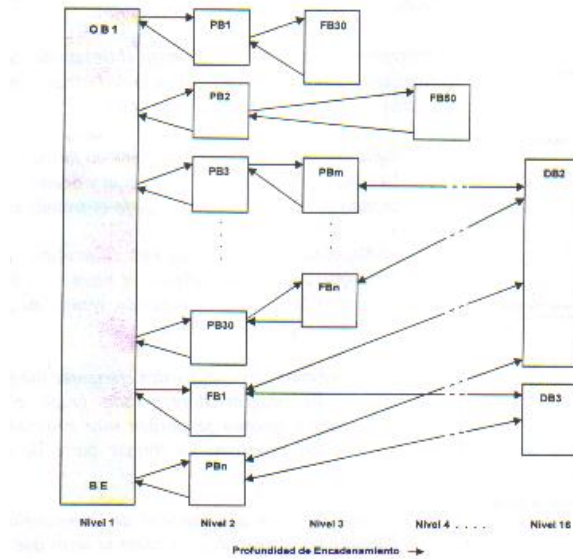 OB1
PB1
FB30
PB2
FB50
PB3
PBm
DB2
FBn
PB30
FB1
DB3
PBn
BE
Nivel 1 Nivel 2 Nivel 3 Nivel 4 . . . . Nivel 16
Profundidad de Encadenamiento